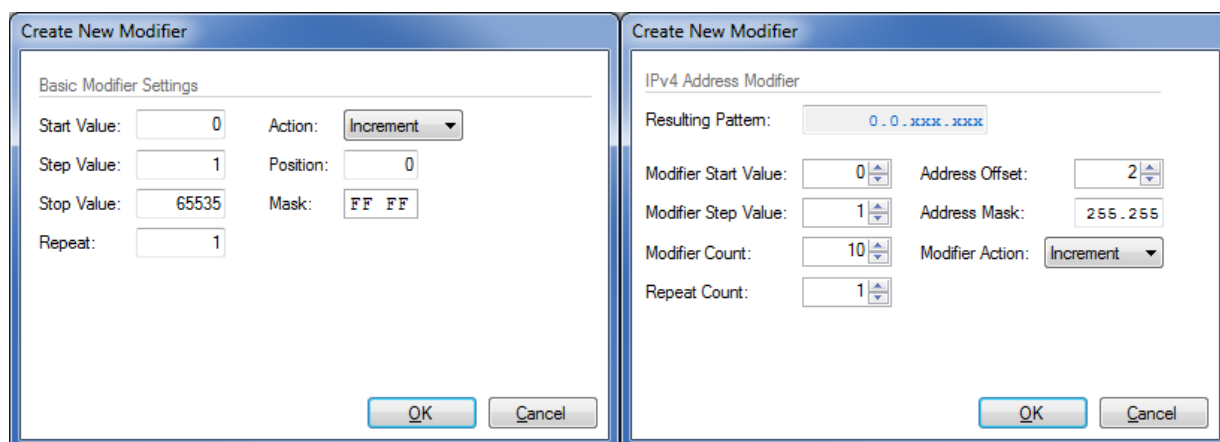 Create New Modifier
Basic Modifier Settings
Start Value: 0 Action: Increment
Step Value: 1 Position: 0
Stop Value: 65535 Mask: FF FF
Repeat: 1
OK Cancel
Create New Modifier
IPv4 Address Modifier
Resulting Pattern: 0.0.xxx.xxx
Modifier Start Value: 0 Address Offset: 2
Modifier Step Value: 1 Address Mask: 255.255
Modifier Count: 10 Modifier Action: Increment
Repeat Count: 1
OK Cancel